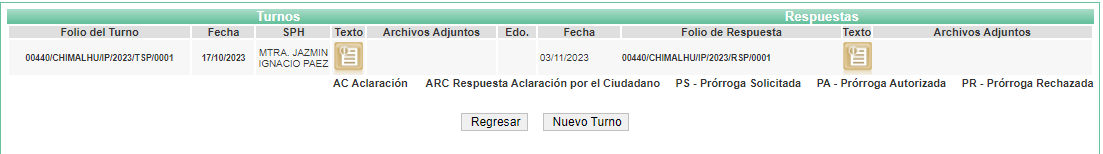 Turnos Respuestas
Folio del Turno Fecha SPH Texto Archivos Adjuntos Edo. Fecha Folio de Respuesta Texto Archivos Adjuntos
00440/CHIMALHU/IP/2023/TSP/0001 17/10/2023 MTRA. JAZMIN IGNACIO PAEZ 03/11/2023 00440/CHIMALHU/IP/2023/RSP/0001
AC Aclaración ARC Respuesta Aclaración por el Ciudadano PS - Prórroga Solicitada PA - Prórroga Autorizada PR - Prórroga Rechazada
Regresar Nuevo Turno